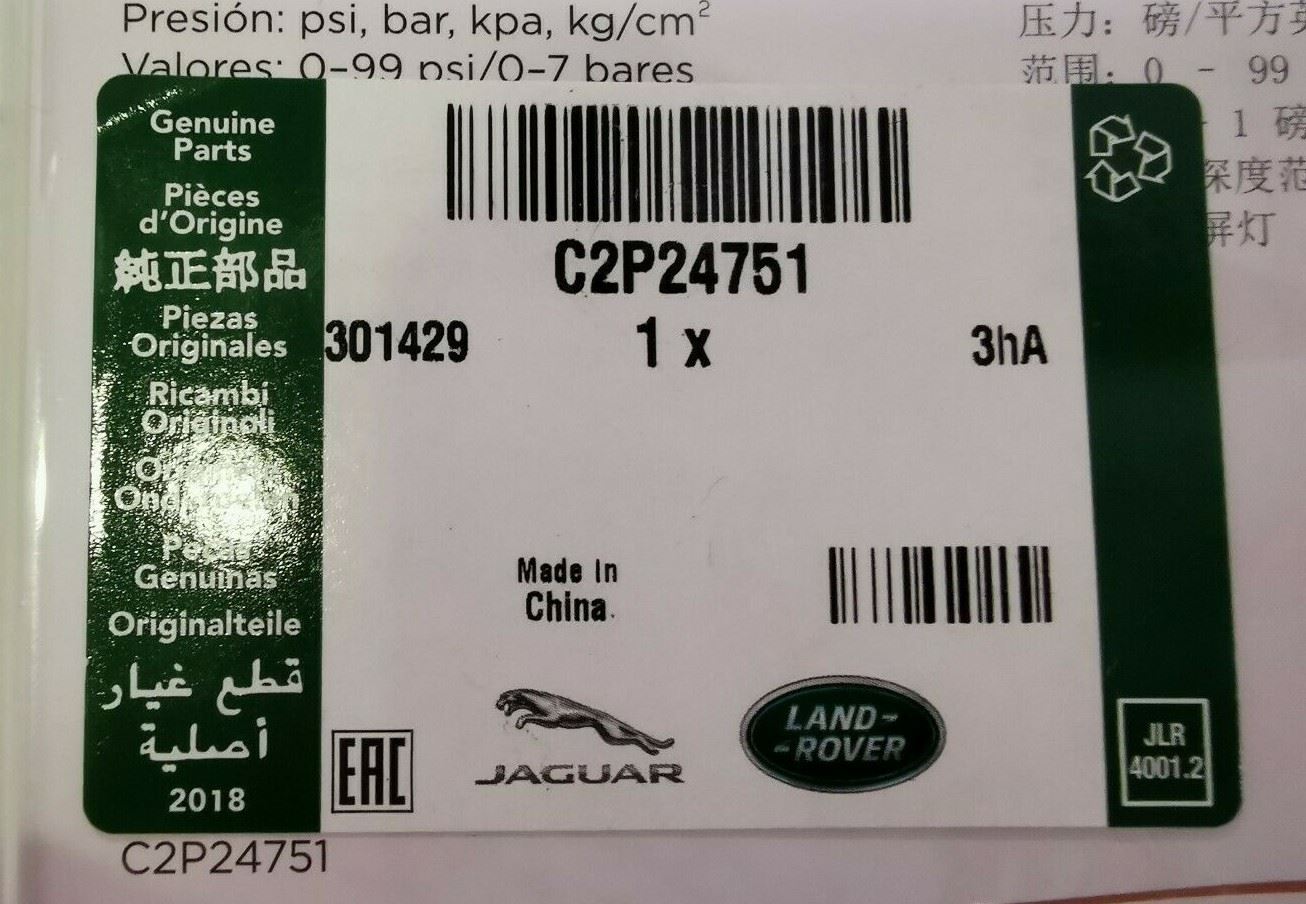 Presión: psi, bar, kpa, kg/cm²
Valores: 0-99 psi/0-7 bares
压力: 磅/平方
范围: 0 - 99
1 磅
深度范
屏灯
Genuine
Parts
Pièces
d'Origine
純正部品
Piezas
Originales
Ricambi
Originali
Genuinas
Originalteile
قطع غيار
أصلية
2018
C2P24751
301429 1 x 3hA
Made in
China.
EAC
JAGUAR
LAND-
-ROVER
JLR
4001.2
C2P24751